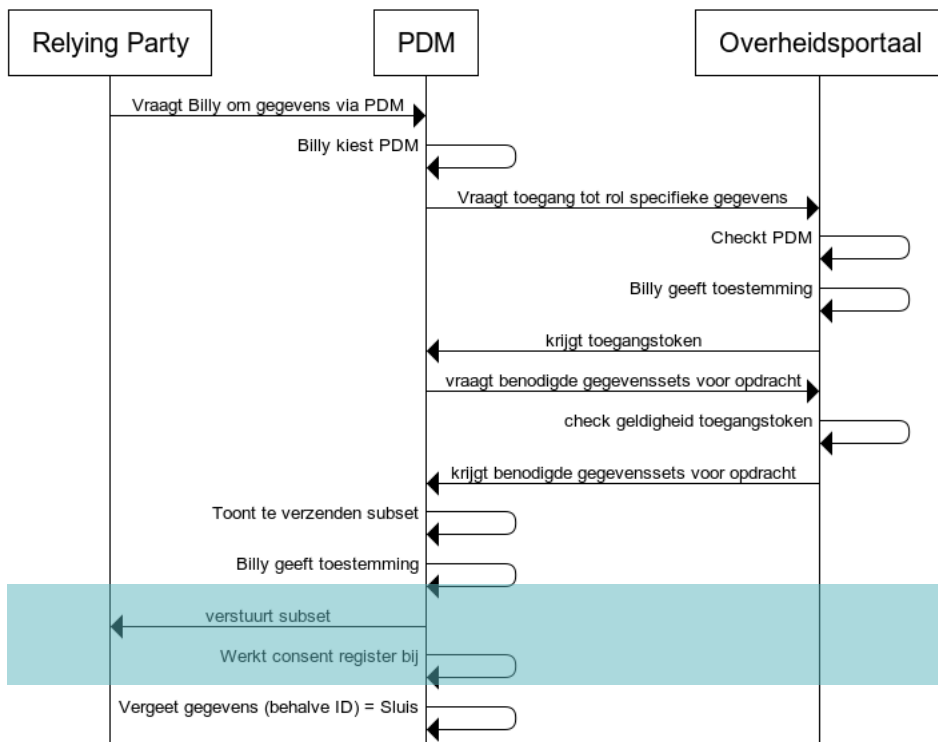 Relying Party
PDM
Overheidsportaal
Vraagt Billy om gegevens via PDM
Billy kiest PDM
Vraagt toegang tot rol specifieke gegevens
Checkt PDM
Billy geeft toestemming
krijgt toegangstoken
vraagt benodigde gegevenssets voor opdracht
check geldigheid toegangstoken
krijgt benodigde gegevenssets voor opdracht
Toont te verzenden subset
Billy geeft toestemming
verstuurt subset
Werkt consent register bij
Vergeet gegevens (behalve ID) = Sluis